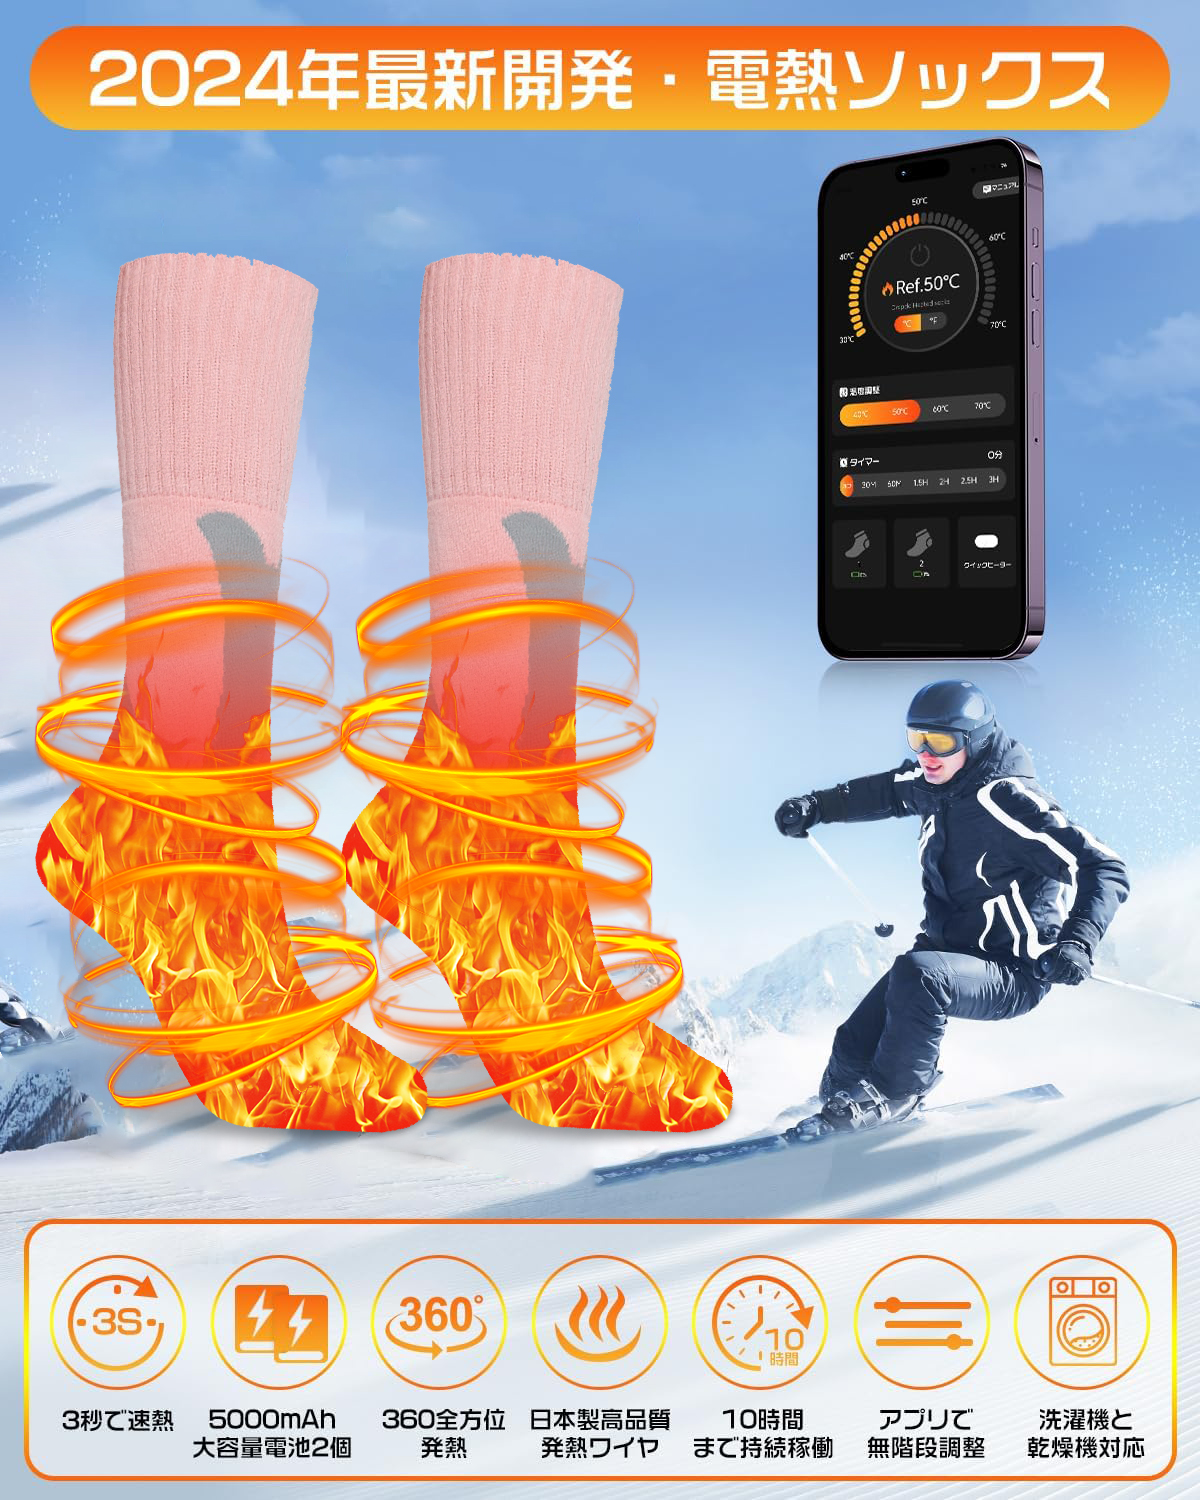 2024年最新開発・電熱ソックス
マニュアル
50℃
40℃
60℃
Ref.50℃
℃
℉
30℃
70℃
温度調整
40℃ 50℃ 60℃ 70℃
タイマー 0分
30M 60M 1.5H 2H 2.5H 3H
2
クイックヒーター
3S
360°
10
時間
3秒で速熱
5000mAh
大容量電池2個
360全方位
発熱
日本製高品質
発熱ワイヤ
10時間
まで持続稼働
アプリで
無階段調整
洗濯機と
乾燥機対応